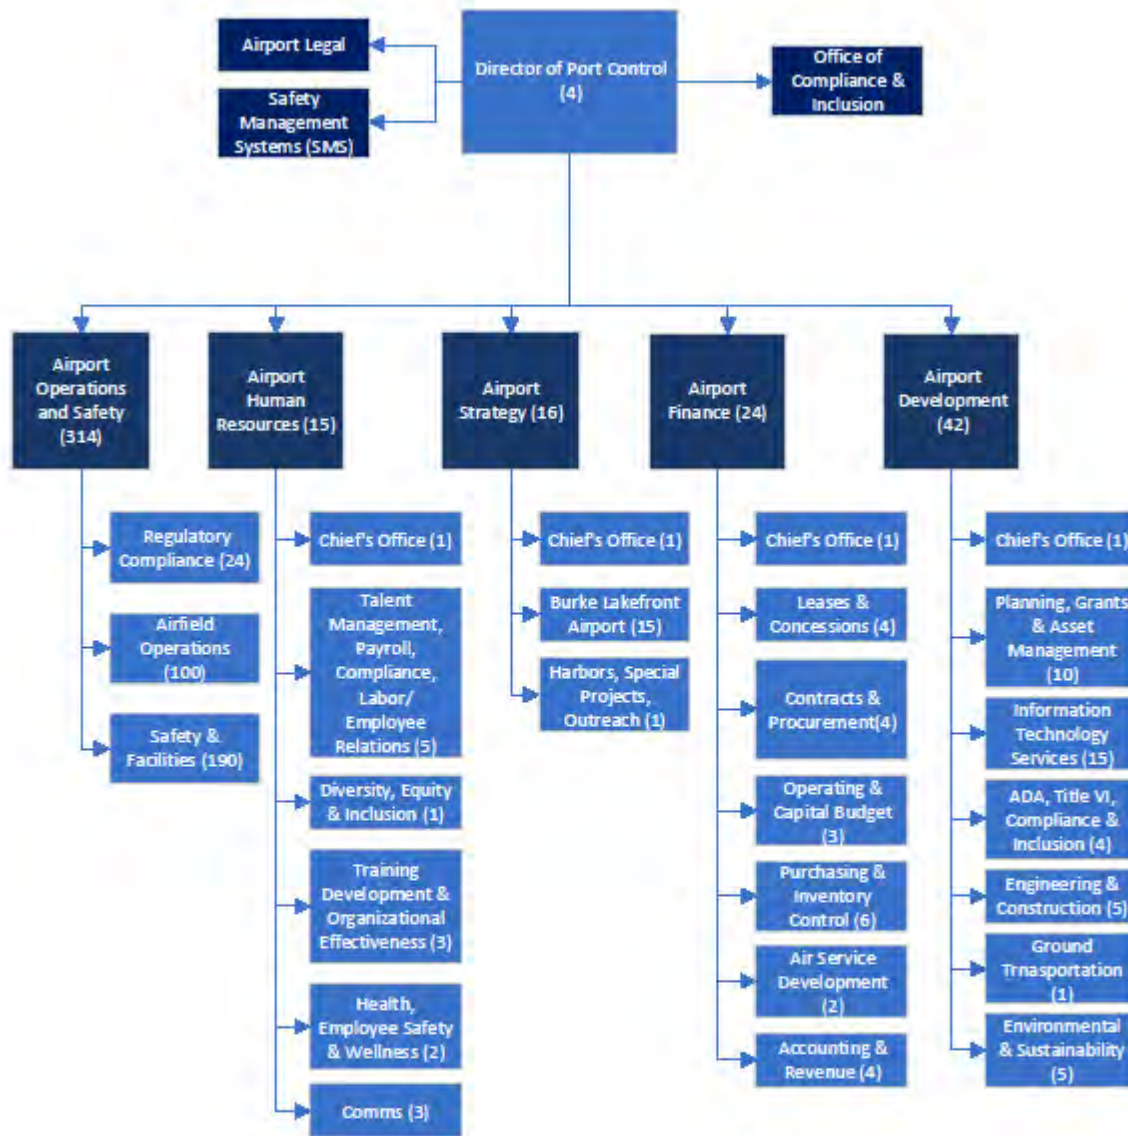 Airport Legal
Safety
Management
Systems (SMS)
Director of Port Control
(4)
Office of
Compliance &
Inclusion
Airport
Operations
and Safety
(314)
Regulatory
Compliance (24)
Airfield
Operations
(100)
Safety &
Facilities (190)
Airport
Human
Resources (15)
Chief's Office (1)
Talent
Management,
Payroll,
Compliance,
Labor/
Employee
Relations (5)
Diversity, Equity
& Inclusion (1)
Training
Development &
Organizational
Effectiveness (3)
Health,
Employee Safety
& Wellness (2)
Comms (3)
Airport
Strategy (16)
Chief's Office (1)
Burke Lakefront
Airport (15)
Harbors, Special
Projects,
Outreach (1)
Airport
Finance (24)
Chief's Office (1)
Leases &
Concessions (4)
Contracts &
Procurement(4)
Operating &
Capital Budget
(3)
Purchasing &
Inventory
Control (6)
Air Service
Development
(2)
Accounting &
Revenue (4)
Airport
Development
(42)
Chief's Office (1)
Planning, Grants
& Asset
Management
(10)
Information
Technology
Services (15)
ADA, Title VI,
Compliance &
Inclusion (4)
Engineering &
Construction (5)
Ground
Trnasportation
(1)
Environmental
& Sustainability
(5)